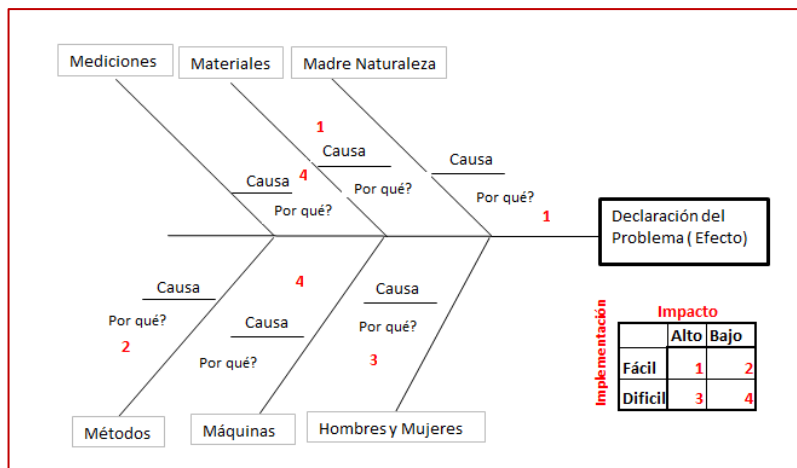 Mediciones
Materiales
Madre Naturaleza
1
Causa
Causa
4
Causa
Por qué?
Por qué?
Por qué?
1
Declaración del
Problema ( Efecto)
Causa
4
Causa
Por qué?
Causa
Por qué?
2
Por qué?
3
Métodos
Máquinas
Hombres y Mujeres
Implementación
Impacto
Alto Bajo
Fácil 1 2
Dificil 3 4